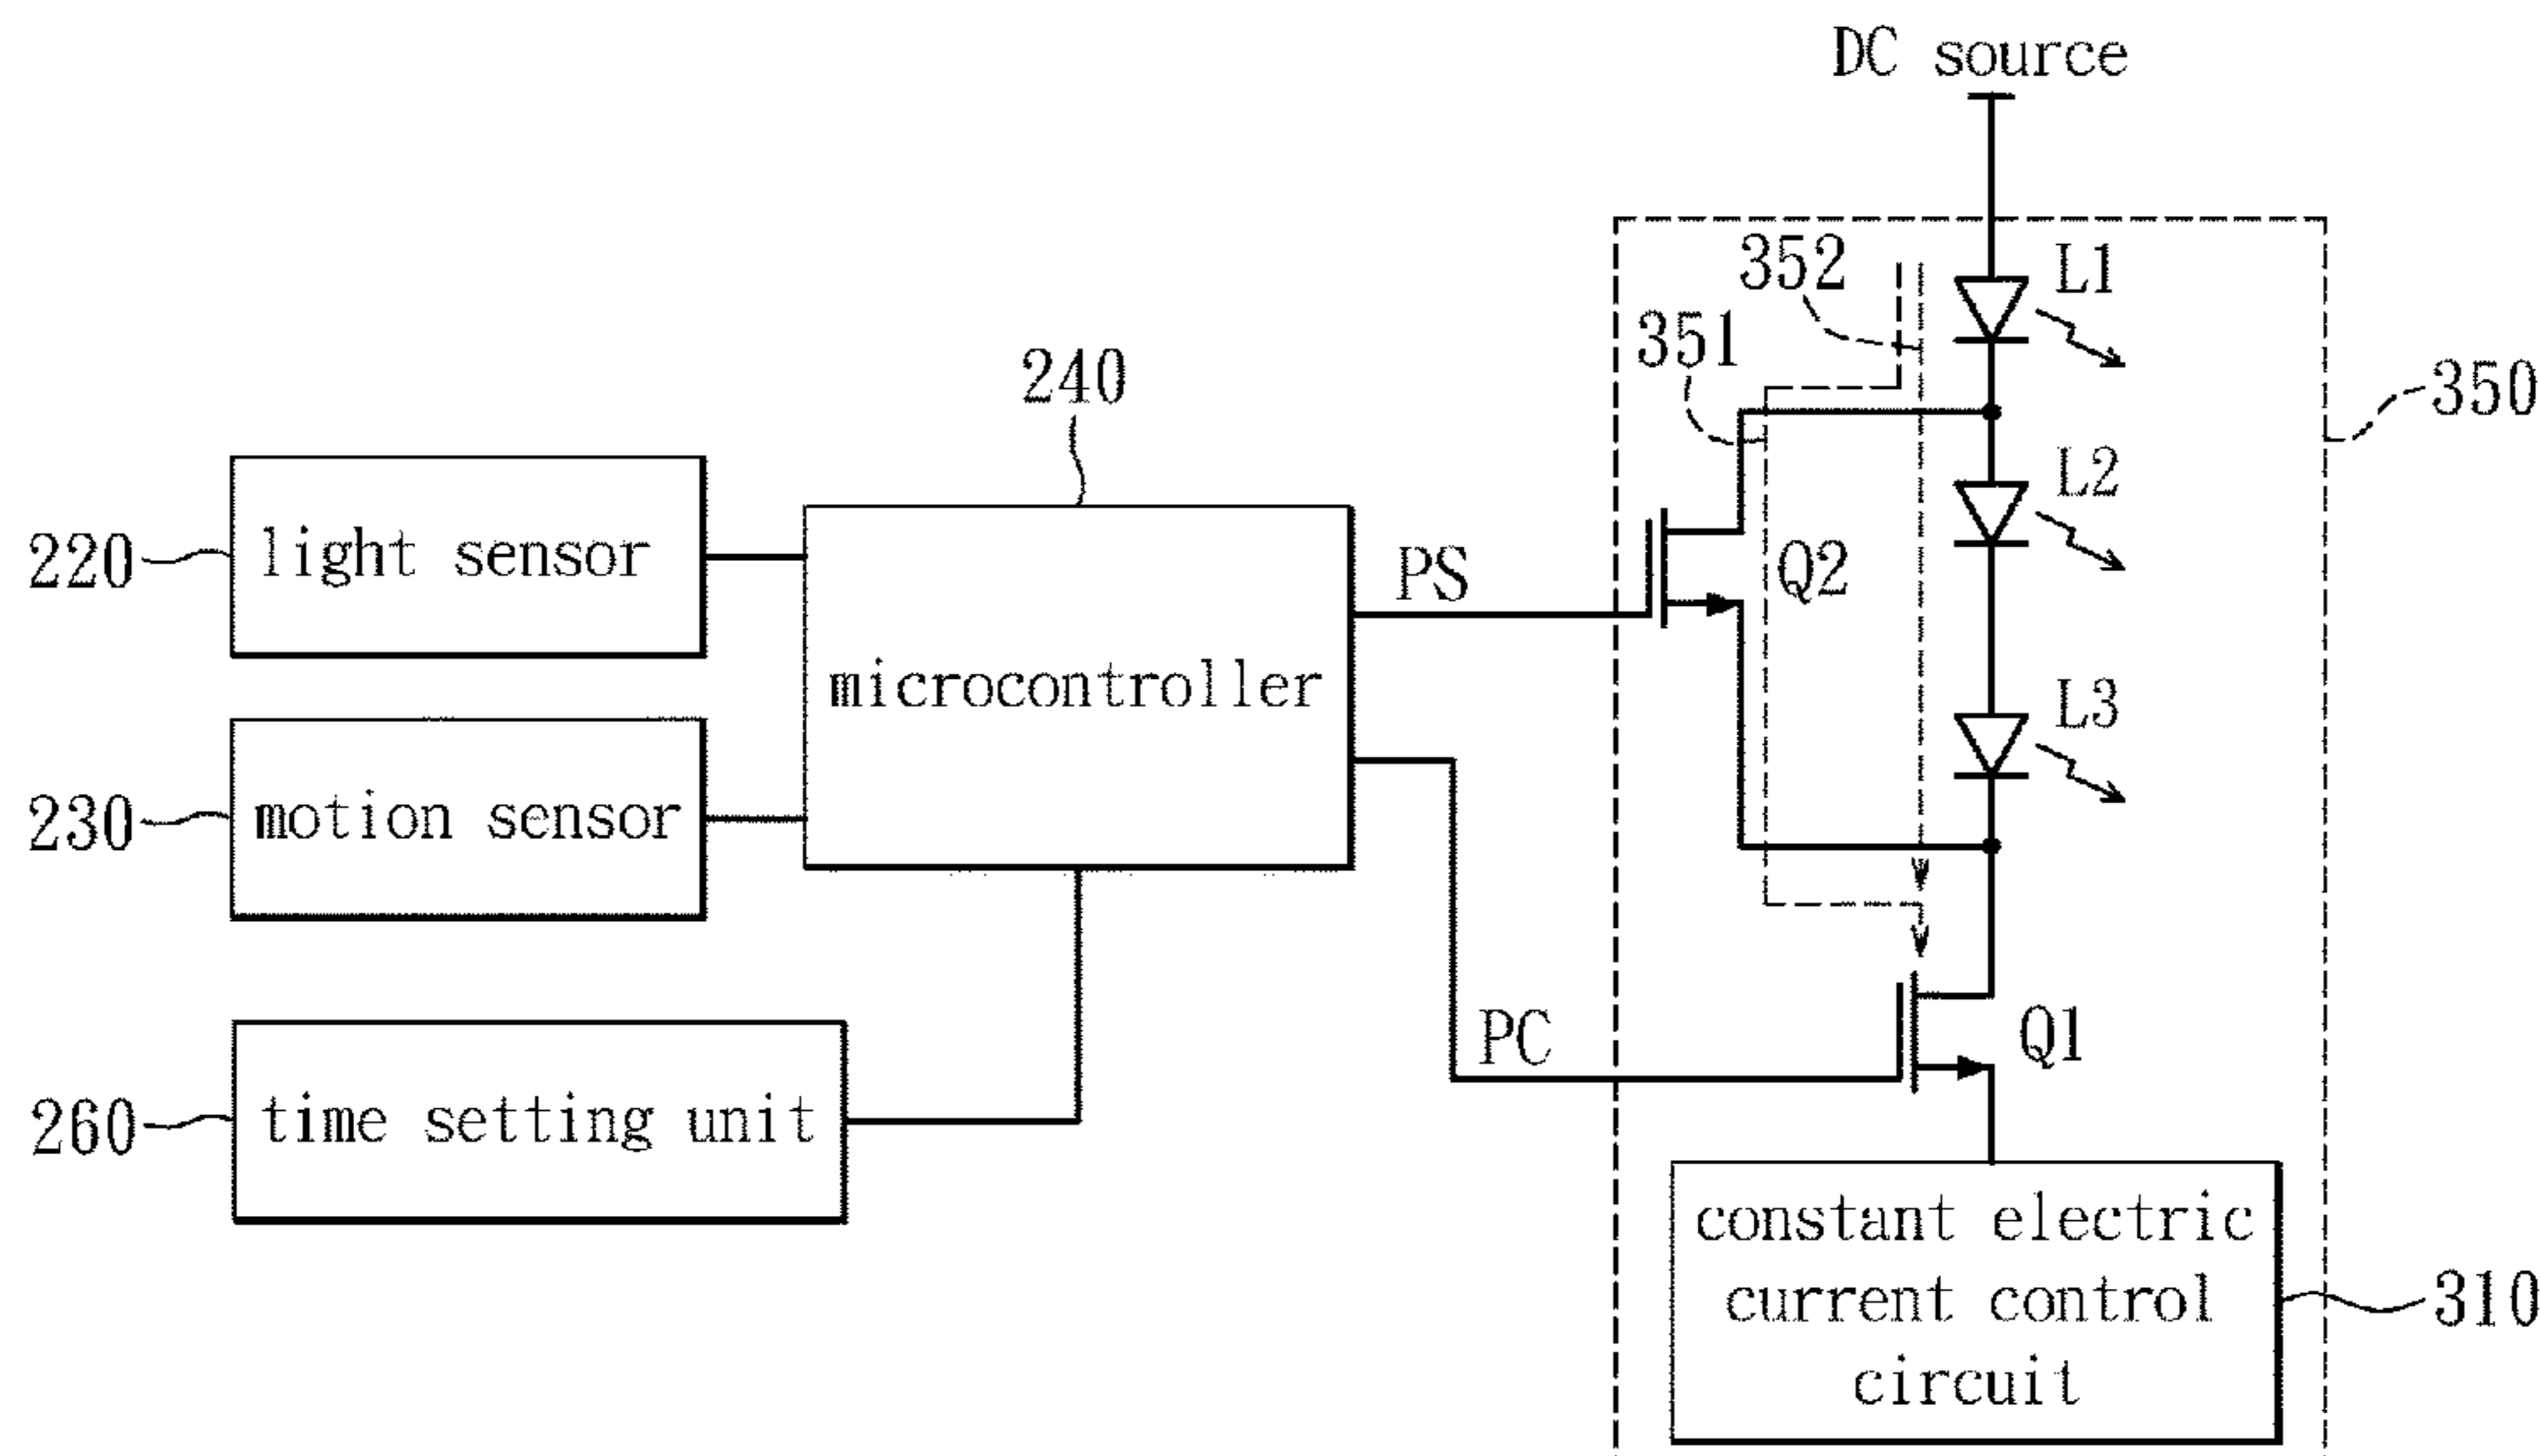 DC source
352
L1
351
240
350
L2
220
light sensor
PS
Q2
microcontroller
L3
230
motion sensor
PC
Q1
260
time setting unit
constant electric
current control
circuit
310